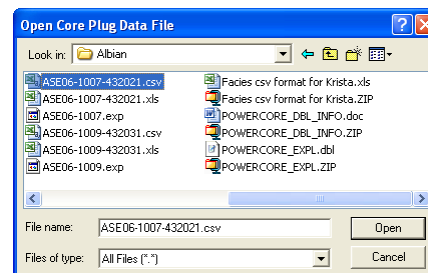 Open Core Plug Data File
Look in: Albian
ASE06-1007-432021.csv
ASE06-1007-432021.xls
ASE06-1007.exp
ASE06-1009-432031.csv
ASE06-1009-432031.xls
ASE06-1009.exp
Facies csv format for Krista.xls
Facies csv format for Krista.ZIP
POWERCORE_DBL_INFO.doc
POWERCORE_DBL_INFO.ZIP
POWERCORE_EXPL.dbl
POWERCORE_EXPL.ZIP
File name: ASE06-1007-432021.csv Open
Files of type: All Files (*.*) Cancel